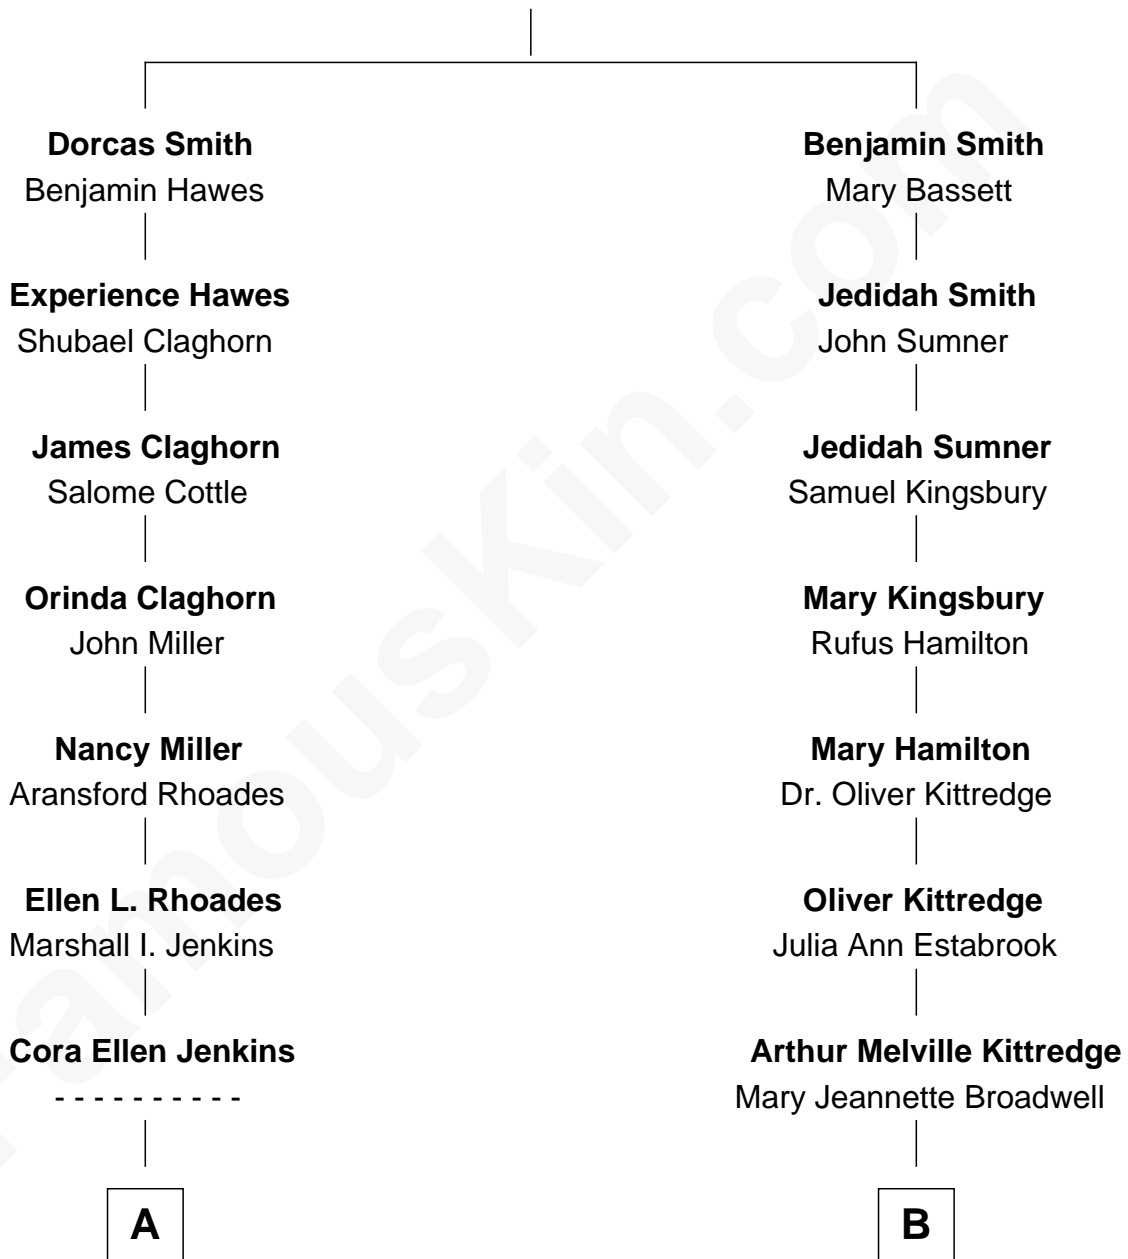 Dorcas Smith
Benjamin Hawes
Experience Hawes
Shubael Claghorn
James Claghorn
Salome Cottle
Orinda Claghorn
John Miller
Nancy Miller
Aransford Rhoades
Ellen L. Rhoades
Marshall I. Jenkins
Cora Ellen Jenkins
- - - - - - - - - -
A
Benjamin Smith
Mary Bassett
Jedidah Smith
John Sumner
Jedidah Sumner
Samuel Kingsbury
Mary Kingsbury
Rufus Hamilton
Mary Hamilton
Dr. Oliver Kittredge
Oliver Kittredge
Julia Ann Estabrook
Arthur Melville Kittredge
Mary Jeannette Broadwell
B
FamousKin.com